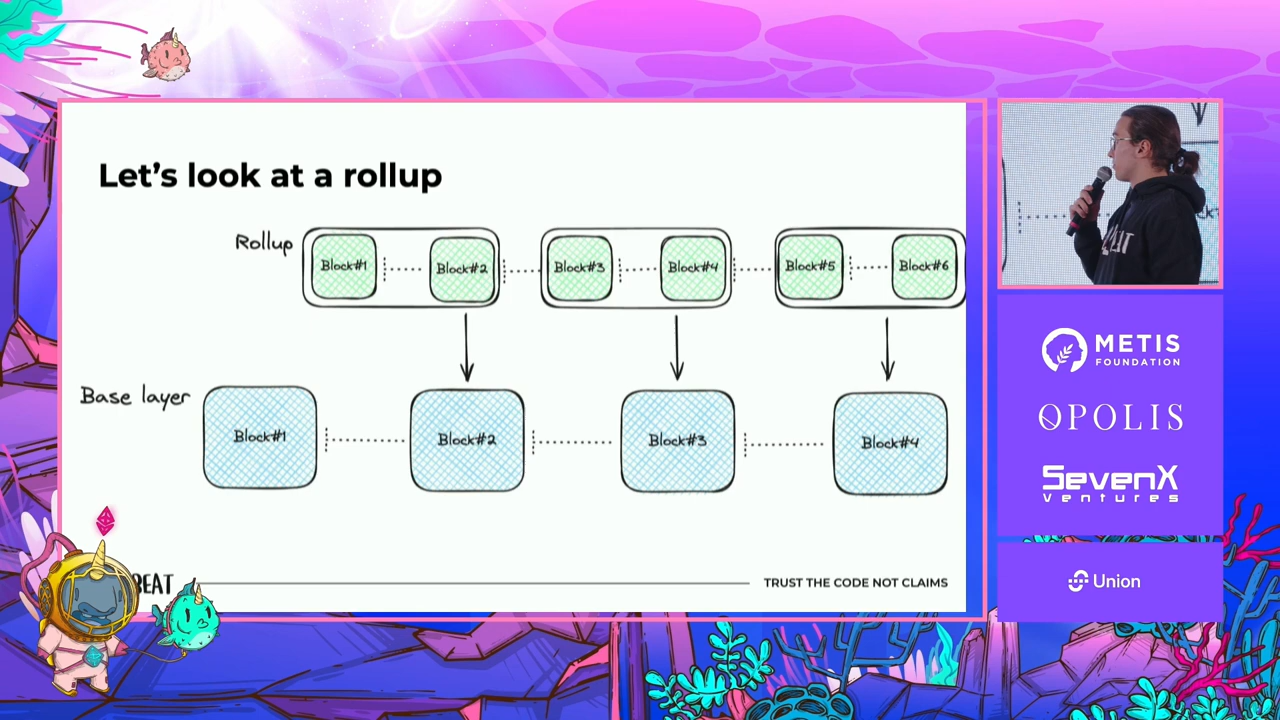 Let's look at a rollup
Rollup
Block#1
Block#2
Block#3
Block#4
Block#5
Block#6
Base layer
Block#1
Block#2
Block#3
Block#4
BEAT
TRUST THE CODE NOT CLAIMS
METIS
FOUNDATION
OPOLIS
SevenX
Ventures
Union